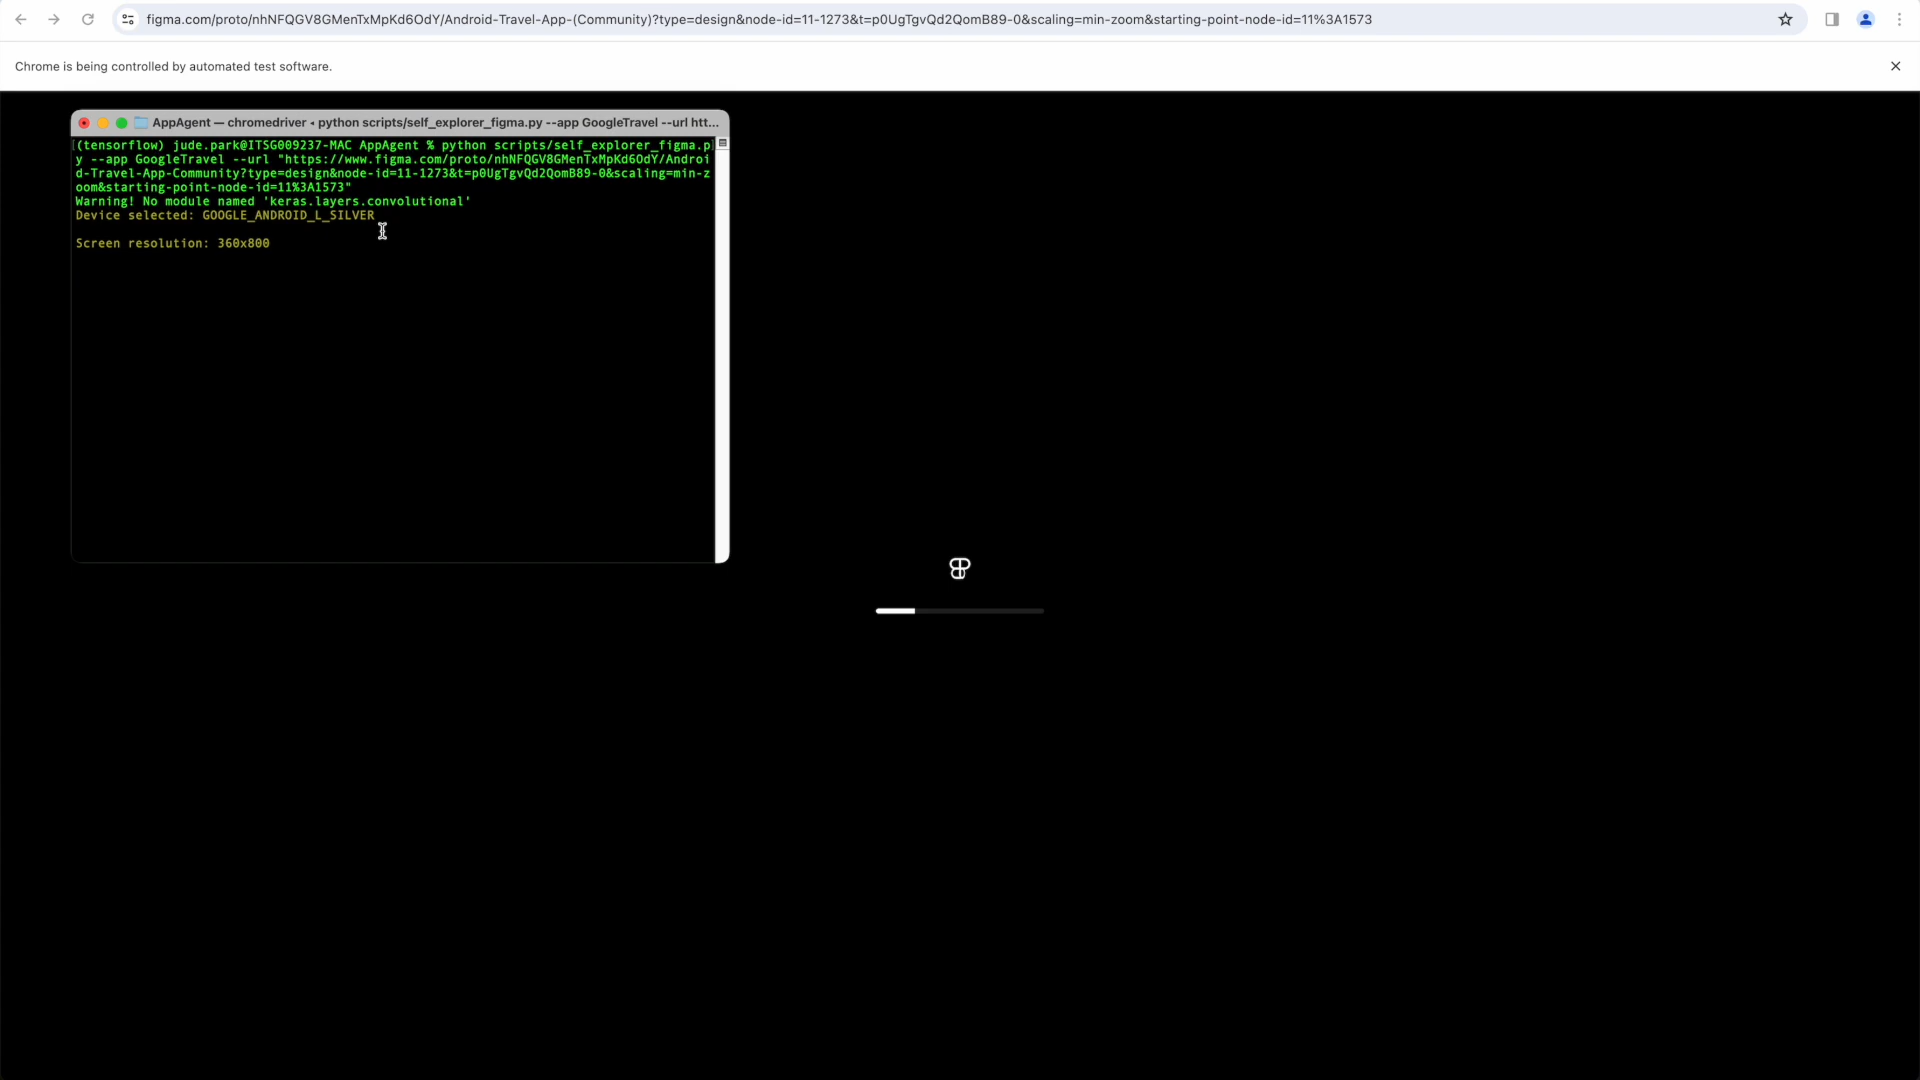 figma.com/proto/nhNFQGV8GMenTxMpKd6OdY/Android-Travel-App-(Community)?type=design&node-id=11-1273&t=p0UgTgvQd2QomB89-0&scaling=min-zoom&starting-point-node-id=11%3A1573
Chrome is being controlled by automated test software.
AppAgent — chromedriver ◂ python scripts/self_explorer_figma.py --app GoogleTravel --url htt...
(tensorflow) jude.park@ITSG009237-MAC AppAgent % python scripts/self_explorer_figma.p
y --app GoogleTravel --url "https://www.figma.com/proto/nhNFQGV8GMenTxMpKd6OdY/Androi
d-Travel-App-Community?type=design&node-id=11-1273&t=p0UgTgvQd2QomB89-0&scaling=min-z
oom&starting-point-node-id=11%3A1573"
Warning! No module named 'keras.layers.convolutional'
Device selected: GOOGLE_ANDROID_L_SILVER
Screen resolution: 360x800